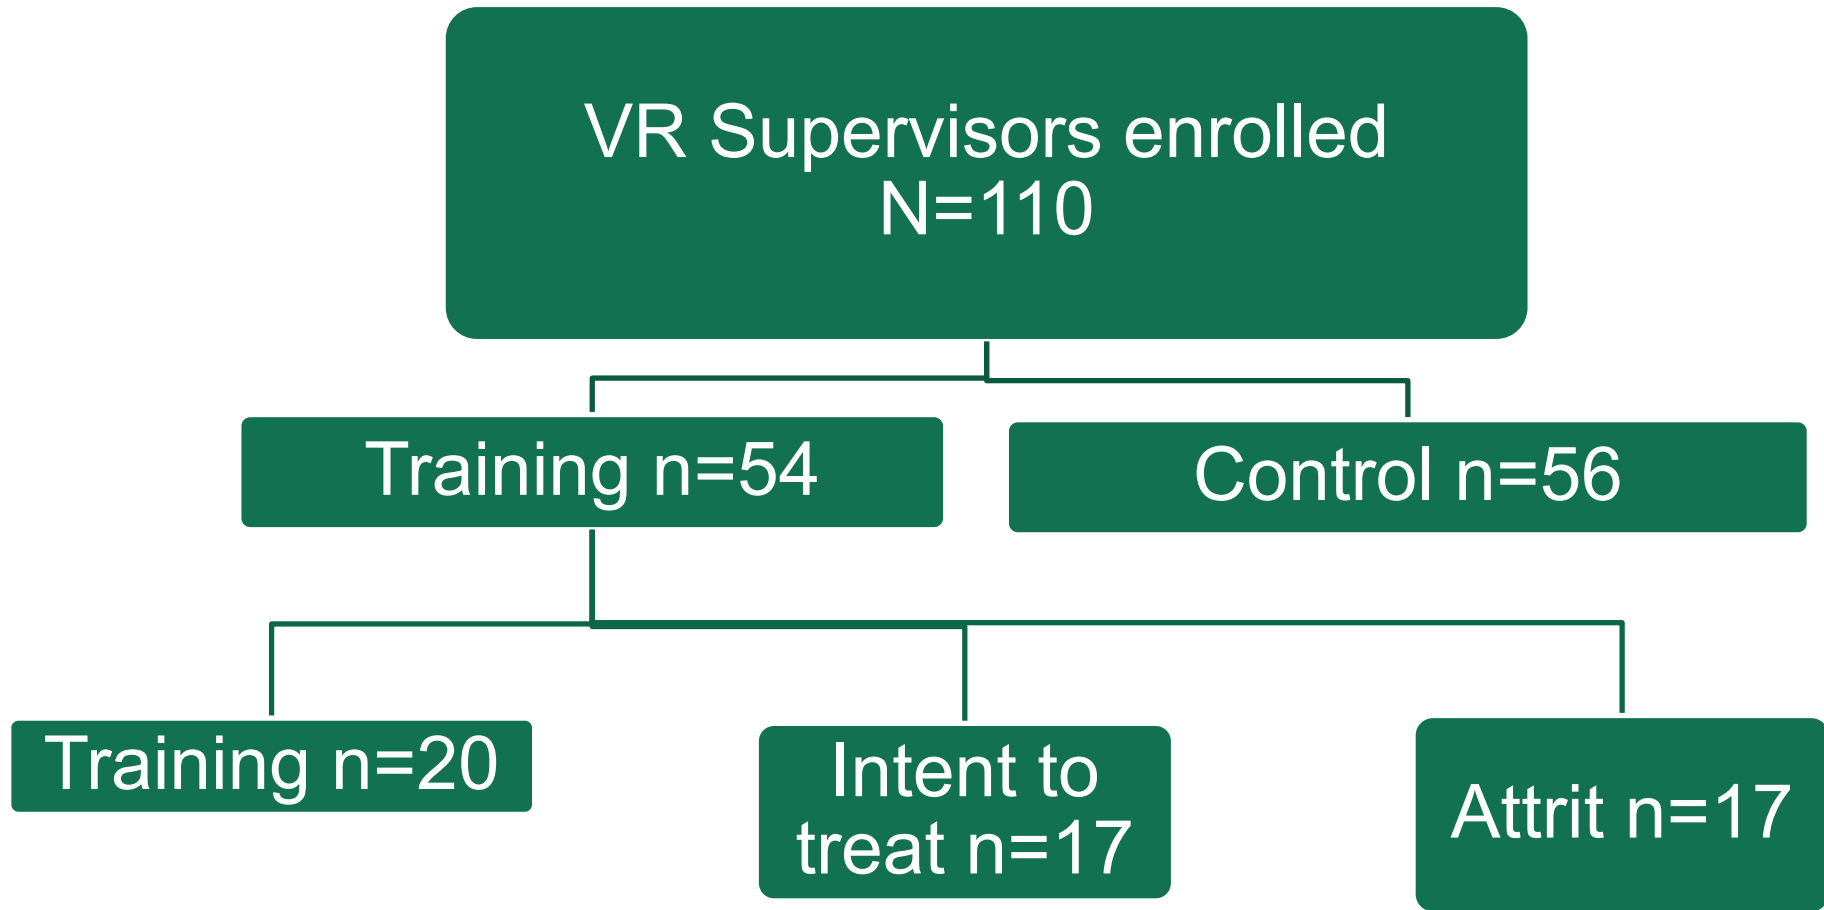 VR Supervisors enrolled
N=110
Training n=54
Control n=56
Training n=20
Intent to
treat n=17
Attrit n=17